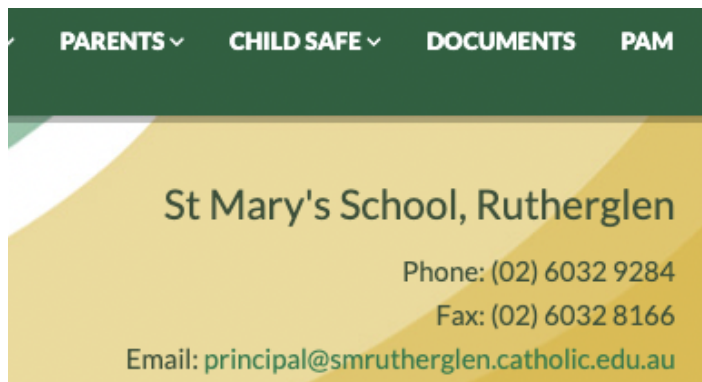 PARENTS CHILD SAFE DOCUMENTS PAM
St Mary's School, Rutherglen
Phone: (02) 6032 9284
Fax: (02) 6032 8166
Email: principal@smrutherglen.catholic.edu.au